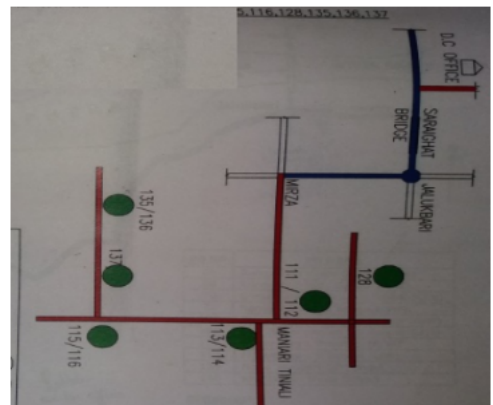 5,116,128,135,136,137
D.C OFFICE
SARAIGHAT
BRIDGE
JALUKBARI
MIRZA
128
111 / 112
135/136
137
113/114
MANIARI TINIALI
115/116